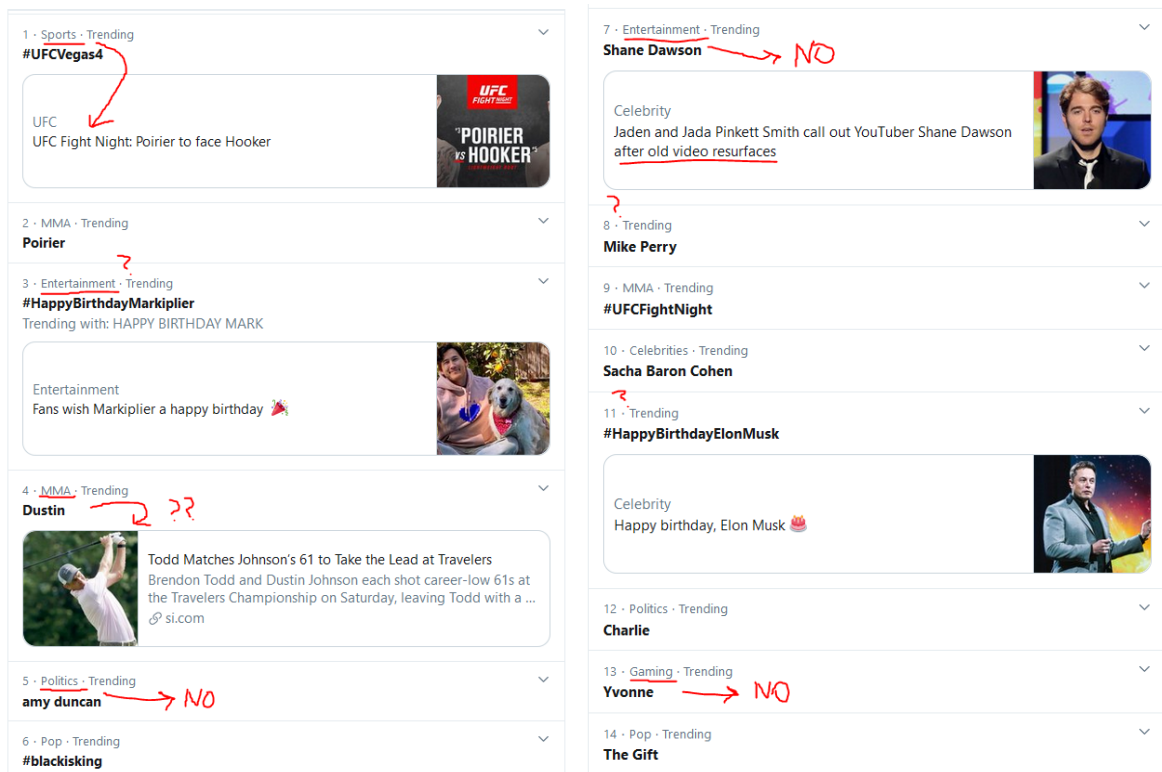 1 · Sports · Trending
#UFCVegas4
UFC
UFC Fight Night: Poirier to face Hooker
UFC
FIGHT NIGHT
POIRIER
VS HOOKER
2 · MMA · Trending
Poirier
?
3 · Entertainment · Trending
#HappyBirthdayMarkiplier
Trending with: HAPPY BIRTHDAY MARK
Entertainment
Fans wish Markiplier a happy birthday 🎉
4 · MMA · Trending
Dustin
??
Todd Matches Johnson's 61 to Take the Lead at Travelers
Brendon Todd and Dustin Johnson each shot career-low 61s at
the Travelers Championship on Saturday, leaving Todd with a ...
si.com
5 · Politics · Trending
amy duncan
NO
6 · Pop · Trending
#blackisking
7 · Entertainment · Trending
Shane Dawson
NO
Celebrity
Jaden and Jada Pinkett Smith call out YouTuber Shane Dawson
after old video resurfaces
?
8 · Trending
Mike Perry
9 · MMA · Trending
#UFCFightNight
10 · Celebrities · Trending
Sacha Baron Cohen
?
11 · Trending
#HappyBirthdayElonMusk
Celebrity
Happy birthday, Elon Musk 🎂
12 · Politics · Trending
Charlie
13 · Gaming · Trending
Yvonne
NO
14 · Pop · Trending
The Gift